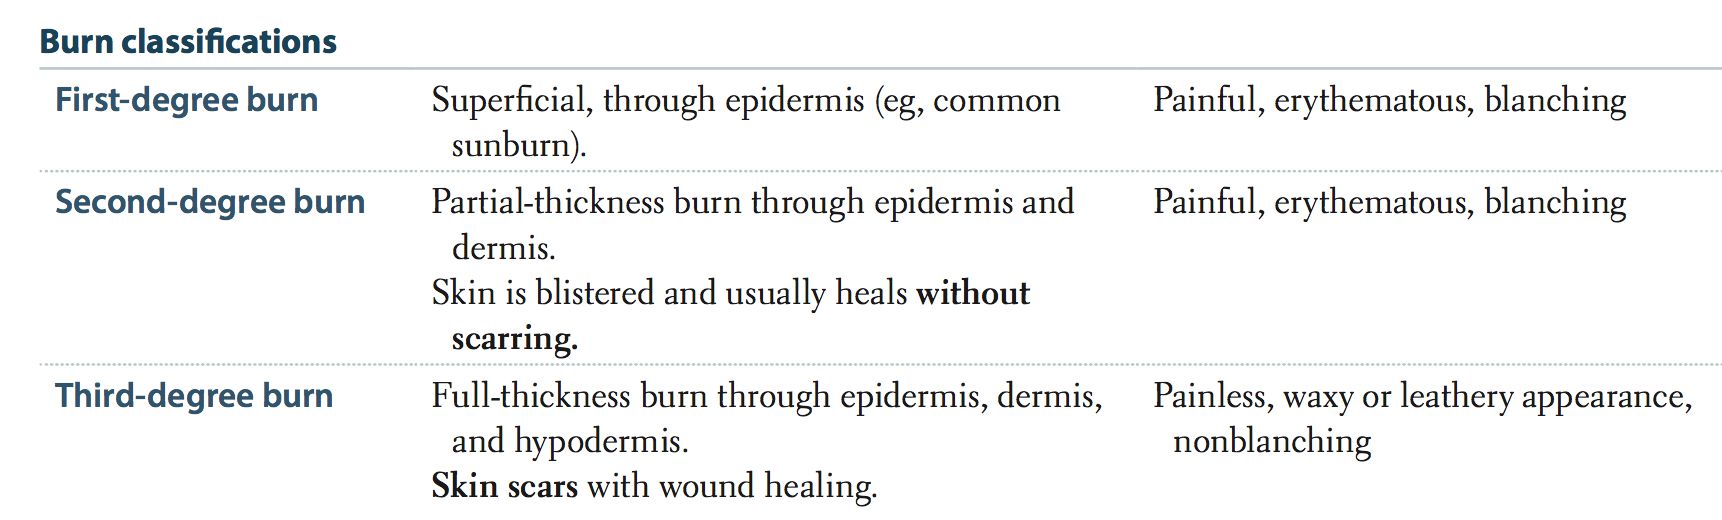 Burn classifications
First-degree burn
Superficial, through epidermis (eg, common
sunburn).
Painful, erythematous, blanching
Second-degree burn
Partial-thickness burn through epidermis and
dermis.
Skin is blistered and usually heals without
scarring.
Painful, erythematous, blanching
Third-degree burn
Full-thickness burn through epidermis, dermis,
and hypodermis.
Skin scars with wound healing.
Painless, waxy or leathery appearance,
nonblanching